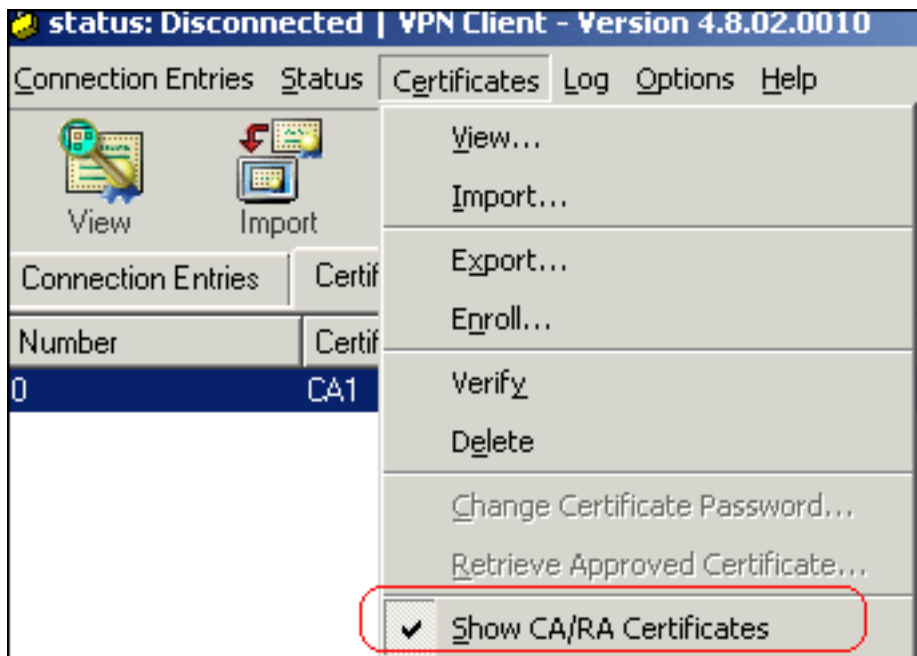 status: Disconnected | VPN Client - Version 4.8.02.0010
Connection Entries Status Certificates Log Options Help
View Import
Connection Entries Certif
Number Certif
0 CA1
View...
Import...
Export...
Enroll...
Verify
Delete
Change Certificate Password...
Retrieve Approved Certificate...
Show CA/RA Certificates